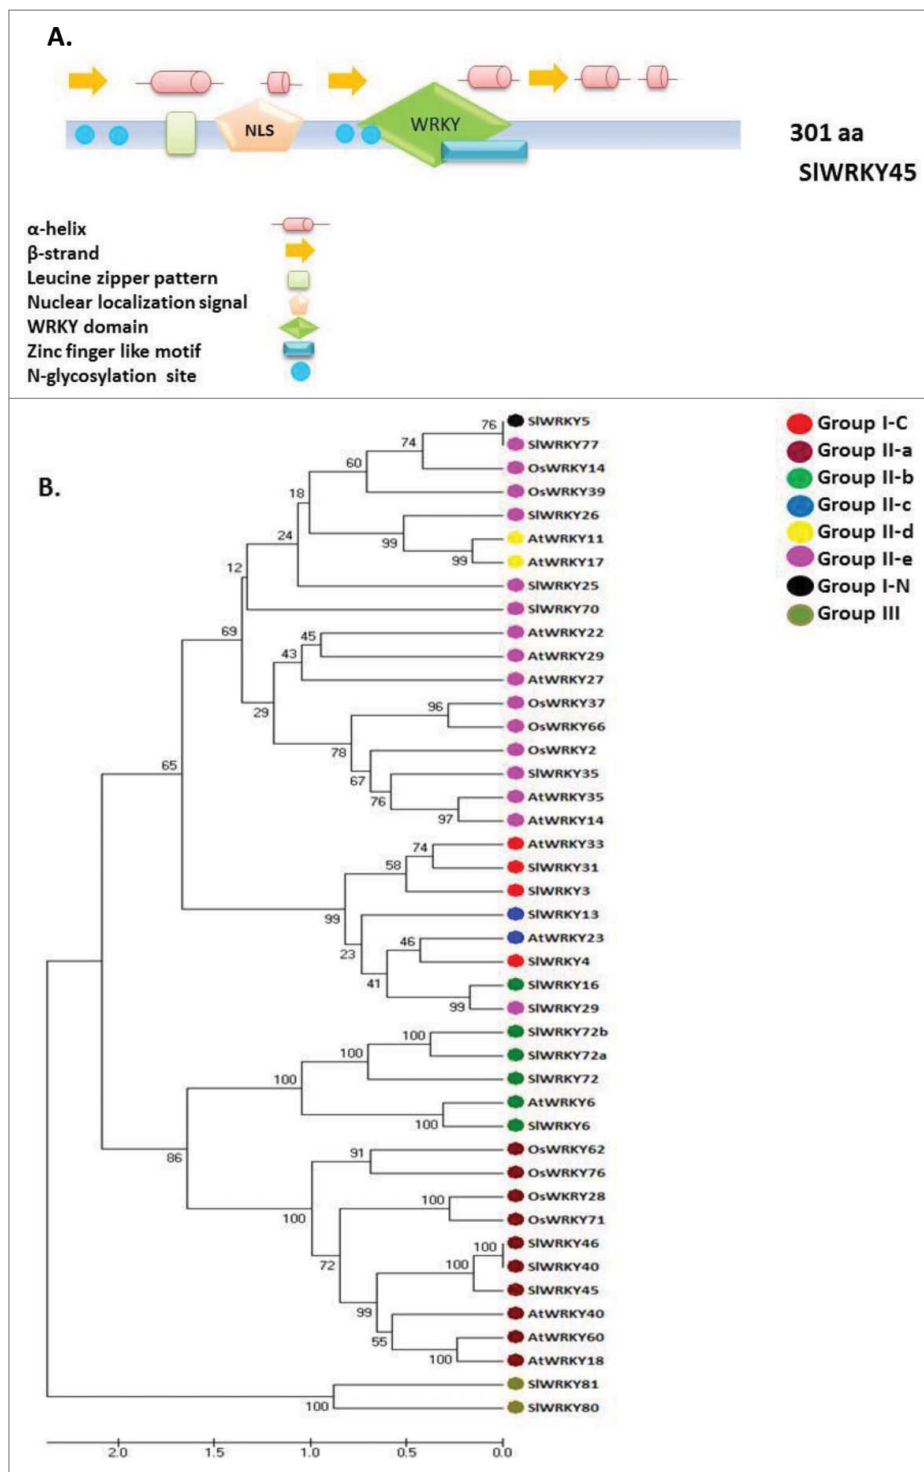 A.
NLS
WRKY
301 aa
SlWRKY45
α-helix
β-strand
Leucine zipper pattern
Nuclear localization signal
WRKY domain
Zinc finger like motif
N-glycosylation site
B.
Group I-C
Group II-a
Group II-b
Group II-c
Group II-d
Group II-e
Group I-N
Group III
76 SlWRKY5
74 SlWRKY77
60 OsWRKY14
OsWRKY39
18 SlWRKY26
24 99 AtWRKY11
99 AtWRKY17
12 SlWRKY25
SlWRKY70
69 45 AtWRKY22
43 AtWRKY29
AtWRKY27
29 96 OsWRKY37
OsWRKY66
78 OsWRKY2
65 67 SlWRKY35
76 AtWRKY35
97 AtWRKY14
74 AtWRKY33
58 SlWRKY31
SlWRKY3
99 SlWRKY13
46 AtWRKY23
23 SlWRKY4
41 SlWRKY16
99 SlWRKY29
100 SlWRKY72b
100 SlWRKY72a
100 SlWRKY72
AtWRKY6
100 SlWRKY6
86 91 OsWRKY62
OsWRKY76
100 100 OsWKRY28
OsWRKY71
72 100 SlWRKY46
100 SlWRKY40
SlWRKY45
99 AtWRKY40
55 AtWRKY60
100 AtWRKY18
SlWRKY81
100 SlWRKY80
2.0 1.5 1.0 0.5 0.0